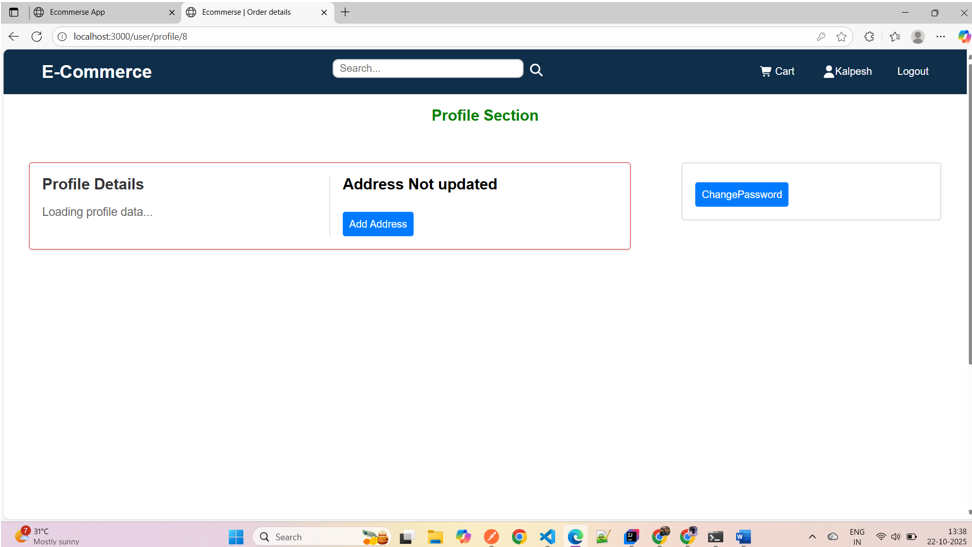 Ecommerse App
Ecommerse | Order details
localhost:3000/user/profile/8
E-Commerce
Search...
Cart
Kalpesh
Logout
Profile Section
Profile Details
Loading profile data...
Address Not updated
Add Address
ChangePassword
7
31°C
Mostly sunny
Search
ENG
IN
13:38
22-10-2025